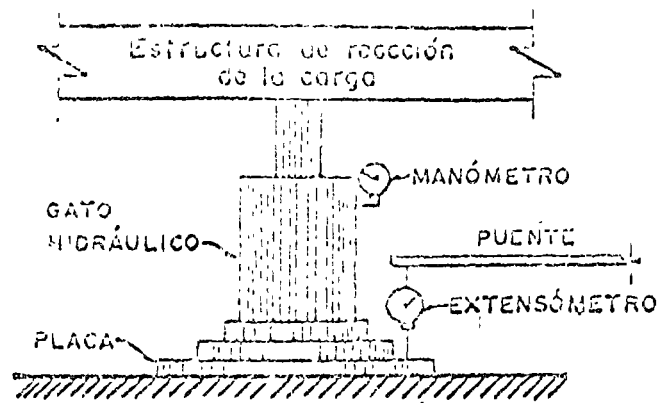 Estructura de reacción
de la carga
MANÓMETRO
GATO
HIDRÁULICO
PUENTE
EXTENSÓMETRO
PLACA